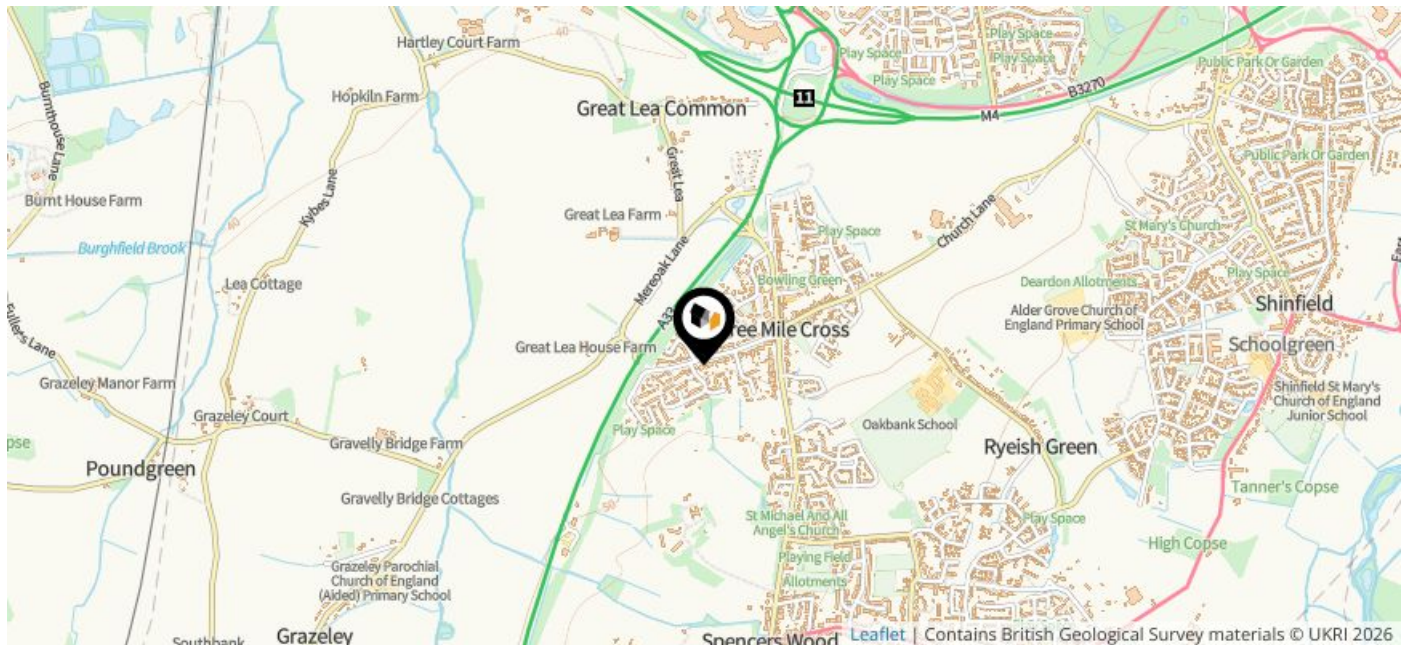 Hartley Court Farm
40
Play Space
Play Space
Play Space
Play Space
Public Park Or Garden
Burnthouse Lane
Hopkiln Farm
Great Lea Common
11
B3270
M4
Great Lea
Public Park Or Garden
Kybes Lane
Burnt House Farm
40
Great Lea Farm
Church Lane
Play Space
St Mary's Church
Burghfield Brook
Mereoak Lane
Lea Cottage
Bowling Green
Deardon Allotments
Play Space
Fuller's Lane
A33
Alder Grove Church of
England Primary School
Shinfield
ree Mile Cross
Great Lea House Farm
Schoolgreen
Grazeley Manor Farm
Shinfield St Mary's
Church of England
Junior School
Grazeley Court
Play Space
Oakbank School
Gravelly Bridge Farm
Ryeish Green
Poundgreen
Gravelly Bridge Cottages
50
Tanner's Copse
St Michael And All
Angel's Church
Play Space
High Copse
Playing Field
Grazeley Parochial
Church of England
(Aided) Primary School
Allotments
Southbank
Grazeley
Spencers Wood
Leaflet | Contains British Geological Survey materials © UKRI 2026